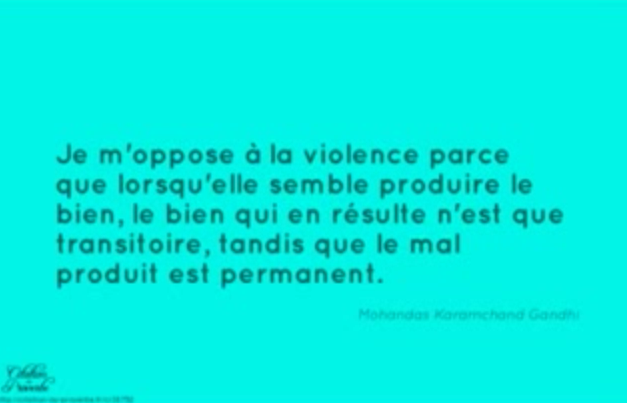 Je m'oppose à la violence parce
que lorsqu'elle semble produire le
bien, le bien qui en résulte n'est que
transitoire, tandis que le mal
produit est permanent.
Mohandas Karamchand Gandhi